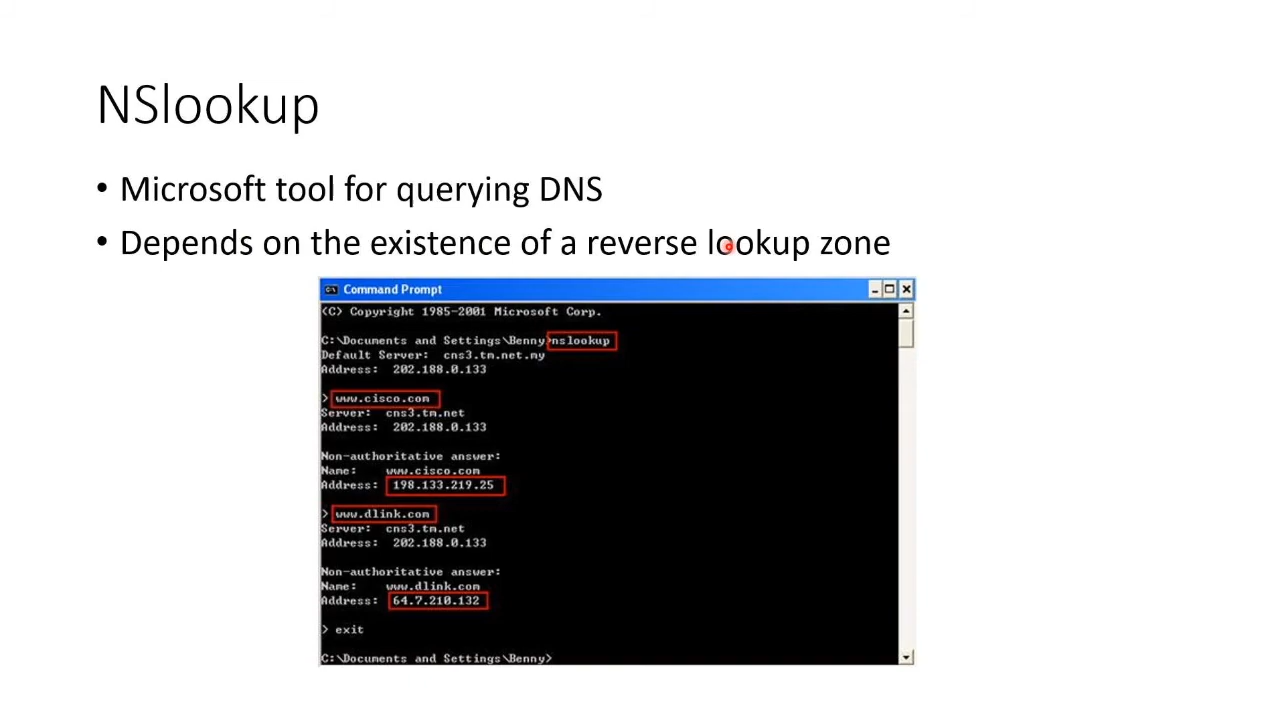 NSlookup
• Microsoft tool for querying DNS
• Depends on the existence of a reverse lookup zone
Command Prompt
(C) Copyright 1985-2001 Microsoft Corp.
C:\Documents and Settings\Benny>nslookup
Default Server:  cns3.tm.net.my
Address:  202.188.0.133
> www.cisco.com
Server:  cns3.tm.net
Address:  202.188.0.133
Non-authoritative answer:
Name:    www.cisco.com
Address:  198.133.219.25
> www.dlink.com
Server:  cns3.tm.net
Address:  202.188.0.133
Non-authoritative answer:
Name:    www.dlink.com
Address:  64.7.210.132
> exit
C:\Documents and Settings\Benny>